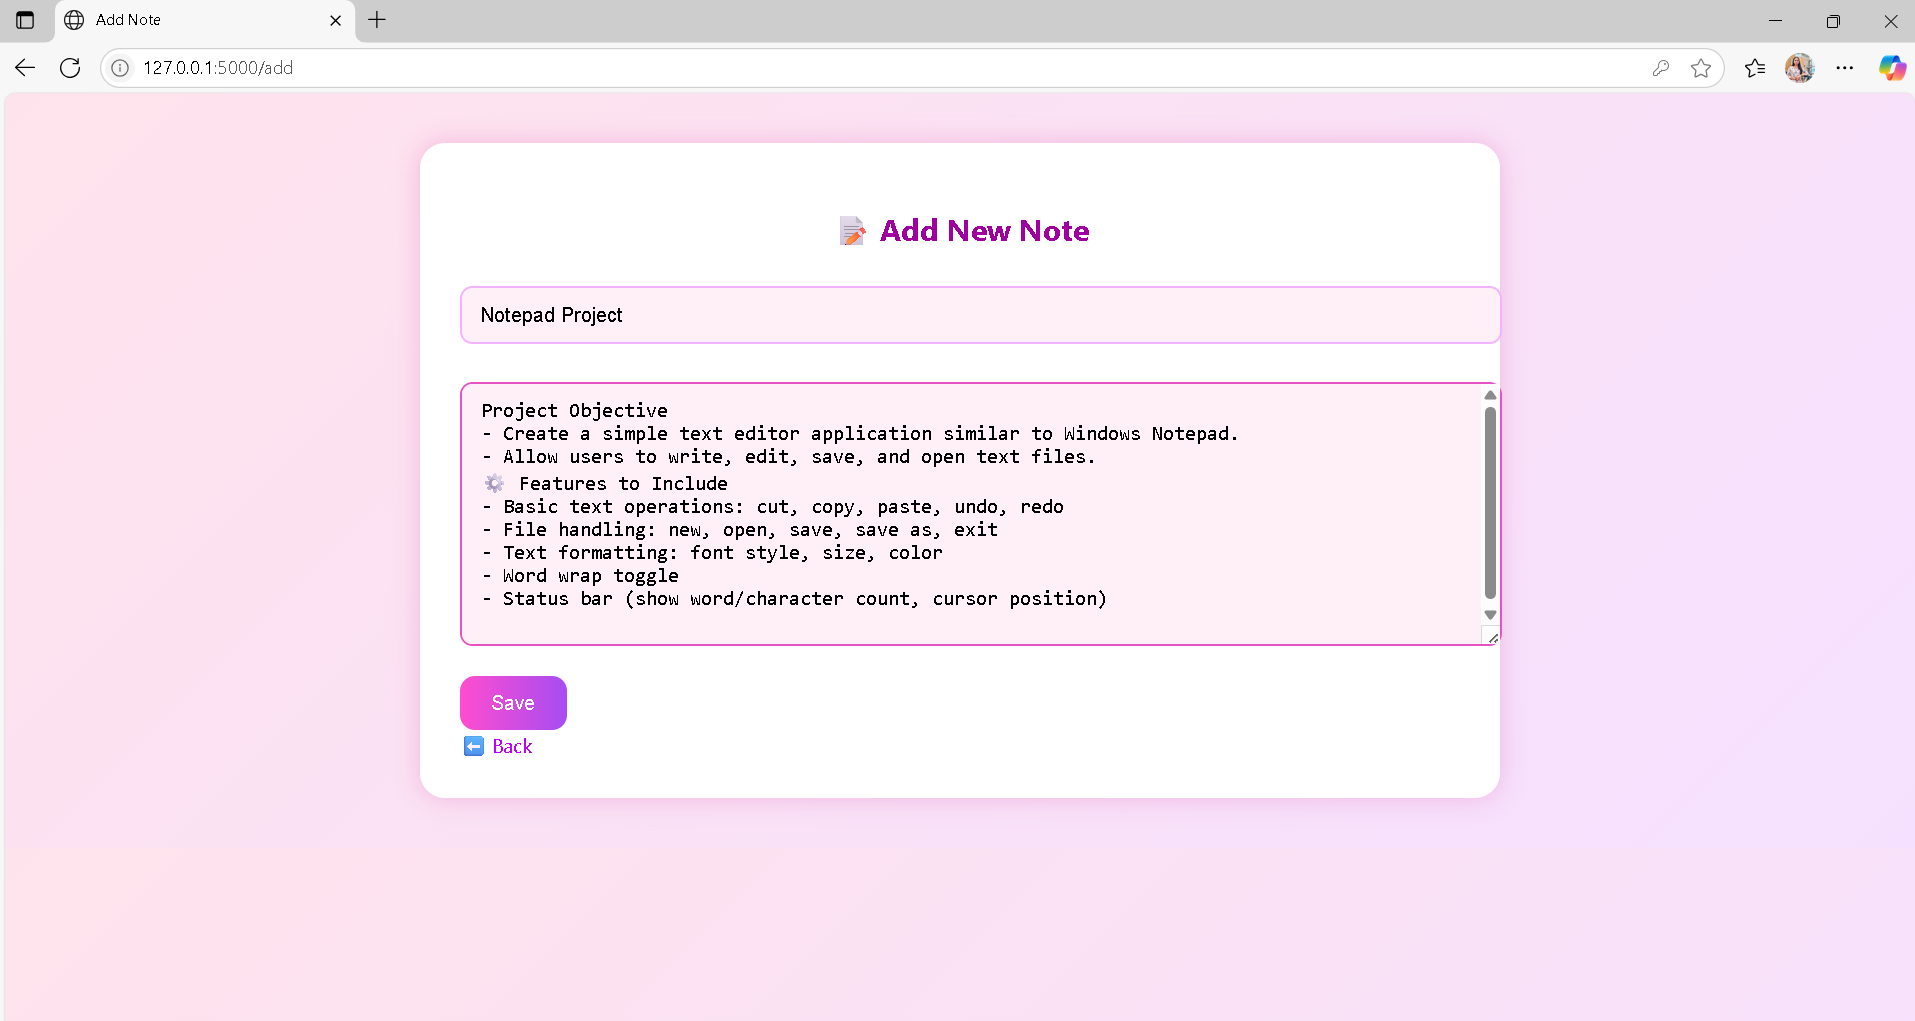 Add Note
127.0.0.1:5000/add
Add New Note
Notepad Project
Project Objective
- Create a simple text editor application similar to Windows Notepad.
- Allow users to write, edit, save, and open text files.
⚙️ Features to Include
- Basic text operations: cut, copy, paste, undo, redo
- File handling: new, open, save, save as, exit
- Text formatting: font style, size, color
- Word wrap toggle
- Status bar (show word/character count, cursor position)
Save
Back